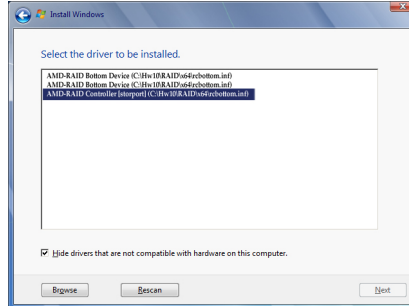 Install Windows
Select the driver to be installed.
AMD-RAID Bottom Device (C:\Hw10\RAID\x64\rcbottom.inf)
AMD-RAID Bottom Device (C:\Hw10\RAID\x64\rcbottom.inf)
AMD-RAID Controller [storport] (C:\Hw10\RAID\x64\rcbottom.inf)
Hide drivers that are not compatible with hardware on this computer.
Browse Rescan Next